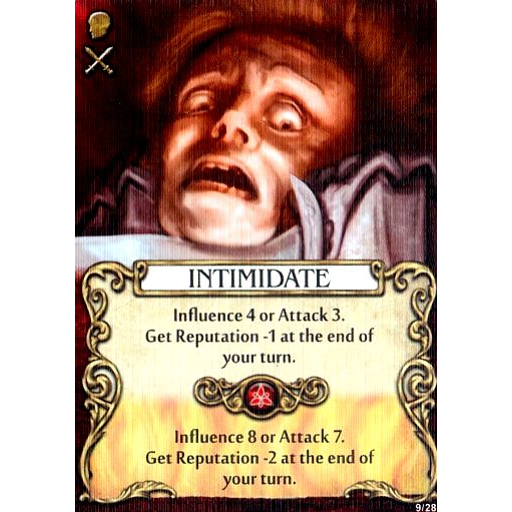 INTIMIDATE
Influence 4 or Attack 3.
Get Reputation -1 at the end of
your turn.
Influence 8 or Attack 7.
Get Reputation -2 at the end of
your turn.
9/28